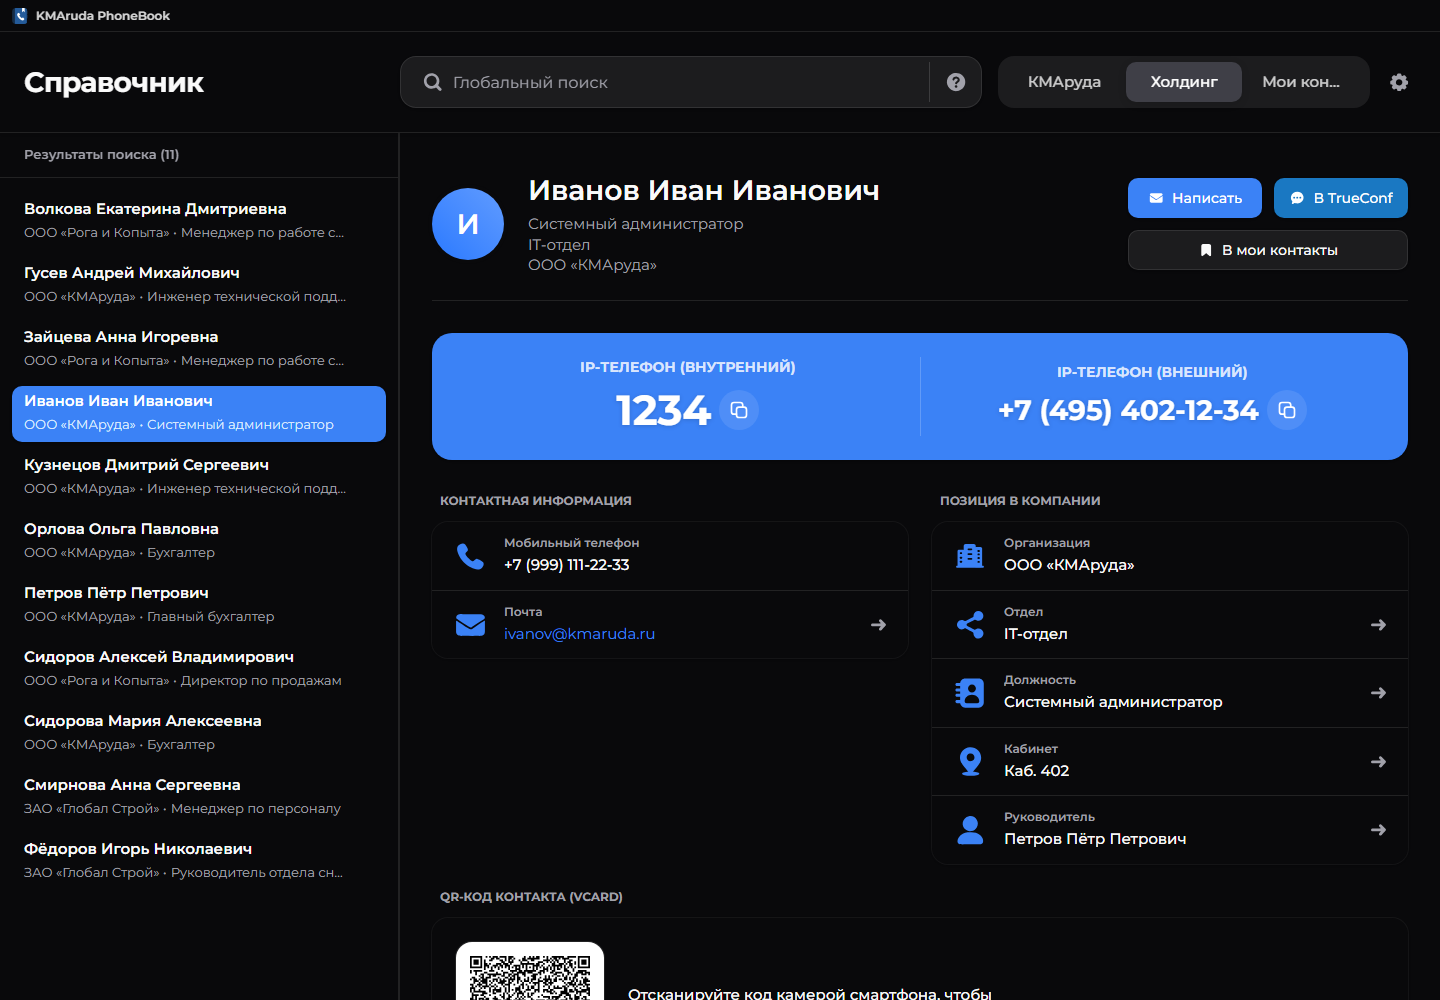 KMAruda PhoneBook
Справочник
Глобальный поиск
КМАруда
Холдинг
Мои кон...
Результаты поиска (11)
Волкова Екатерина Дмитриевна
ООО «Рога и Копыта» • Менеджер по работе с...
Гусев Андрей Михайлович
ООО «КМАруда» • Инженер технической подд...
Зайцева Анна Игоревна
ООО «Рога и Копыта» • Менеджер по работе с...
Иванов Иван Иванович
ООО «КМАруда» • Системный администратор
Кузнецов Дмитрий Сергеевич
ООО «КМАруда» • Инженер технической подд...
Орлова Ольга Павловна
ООО «КМАруда» • Бухгалтер
Петров Пётр Петрович
ООО «КМАруда» • Главный бухгалтер
Сидоров Алексей Владимирович
ООО «Рога и Копыта» • Директор по продажам
Сидорова Мария Алексеевна
ООО «КМАруда» • Бухгалтер
Смирнова Анна Сергеевна
ЗАО «Глобал Строй» • Менеджер по персоналу
Фёдоров Игорь Николаевич
ЗАО «Глобал Строй» • Руководитель отдела сн...
И
Иванов Иван Иванович
Системный администратор
IT-отдел
ООО «КМАруда»
Написать
В TrueConf
В мои контакты
IP-ТЕЛЕФОН (ВНУТРЕННИЙ)
1234
IP-ТЕЛЕФОН (ВНЕШНИЙ)
+7 (495) 402-12-34
КОНТАКТНАЯ ИНФОРМАЦИЯ
Мобильный телефон
+7 (999) 111-22-33
Почта
ivanov@kmaruda.ru
ПОЗИЦИЯ В КОМПАНИИ
Организация
ООО «КМАруда»
Отдел
IT-отдел
Должность
Системный администратор
Кабинет
Каб. 402
Руководитель
Петров Пётр Петрович
QR-КОД КОНТАКТА (VCARD)
Отсканируйте код камерой смартфона, чтобы